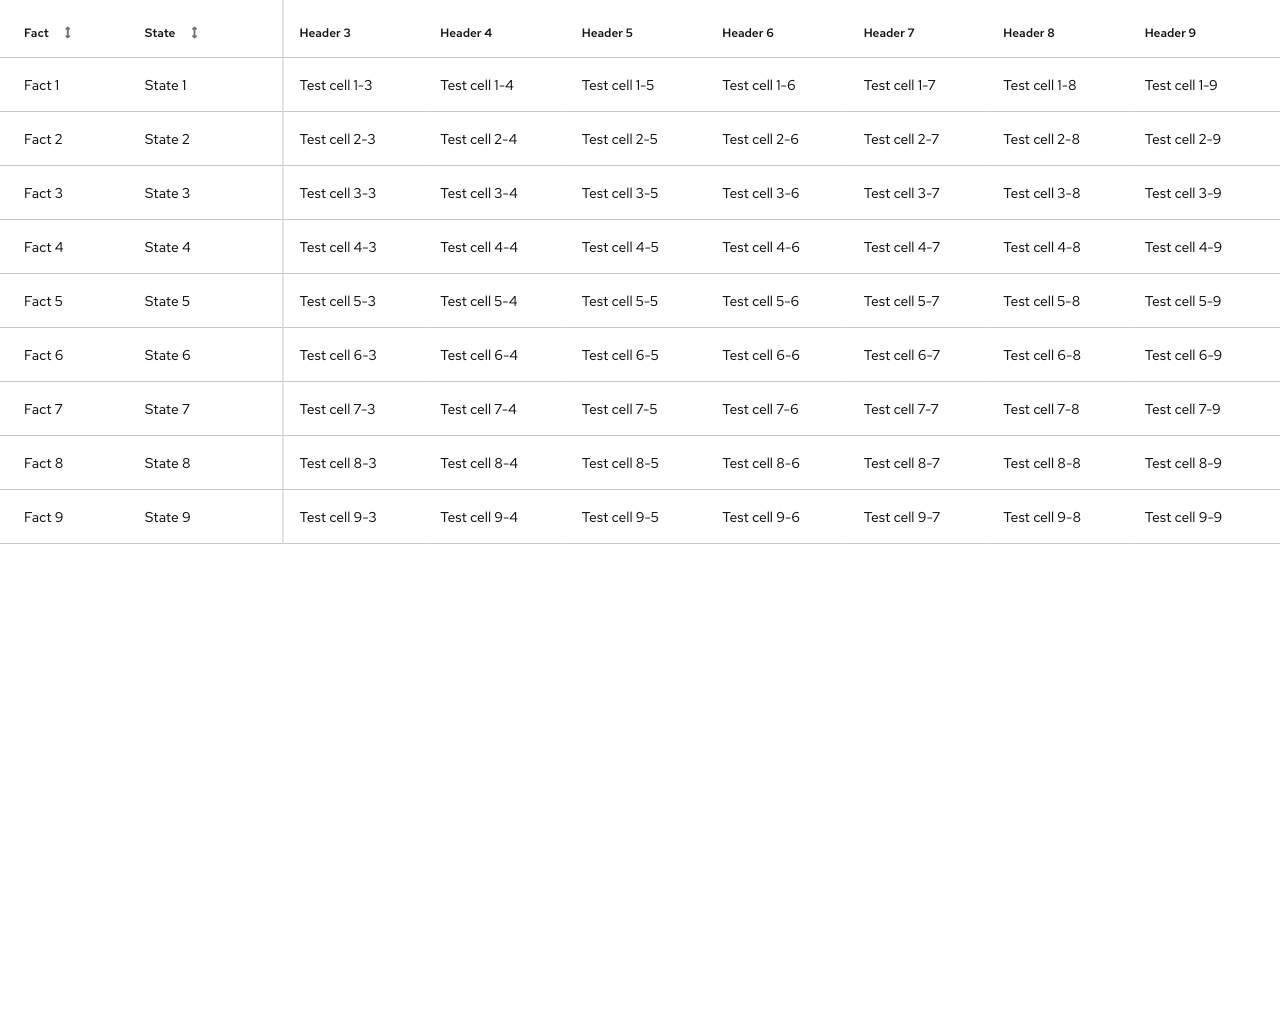 Fact State Header 3 Header 4 Header 5 Header 6 Header 7 Header 8 Header 9
Fact 1 State 1 Test cell 1-3 Test cell 1-4 Test cell 1-5 Test cell 1-6 Test cell 1-7 Test cell 1-8 Test cell 1-9
Fact 2 State 2 Test cell 2-3 Test cell 2-4 Test cell 2-5 Test cell 2-6 Test cell 2-7 Test cell 2-8 Test cell 2-9
Fact 3 State 3 Test cell 3-3 Test cell 3-4 Test cell 3-5 Test cell 3-6 Test cell 3-7 Test cell 3-8 Test cell 3-9
Fact 4 State 4 Test cell 4-3 Test cell 4-4 Test cell 4-5 Test cell 4-6 Test cell 4-7 Test cell 4-8 Test cell 4-9
Fact 5 State 5 Test cell 5-3 Test cell 5-4 Test cell 5-5 Test cell 5-6 Test cell 5-7 Test cell 5-8 Test cell 5-9
Fact 6 State 6 Test cell 6-3 Test cell 6-4 Test cell 6-5 Test cell 6-6 Test cell 6-7 Test cell 6-8 Test cell 6-9
Fact 7 State 7 Test cell 7-3 Test cell 7-4 Test cell 7-5 Test cell 7-6 Test cell 7-7 Test cell 7-8 Test cell 7-9
Fact 8 State 8 Test cell 8-3 Test cell 8-4 Test cell 8-5 Test cell 8-6 Test cell 8-7 Test cell 8-8 Test cell 8-9
Fact 9 State 9 Test cell 9-3 Test cell 9-4 Test cell 9-5 Test cell 9-6 Test cell 9-7 Test cell 9-8 Test cell 9-9